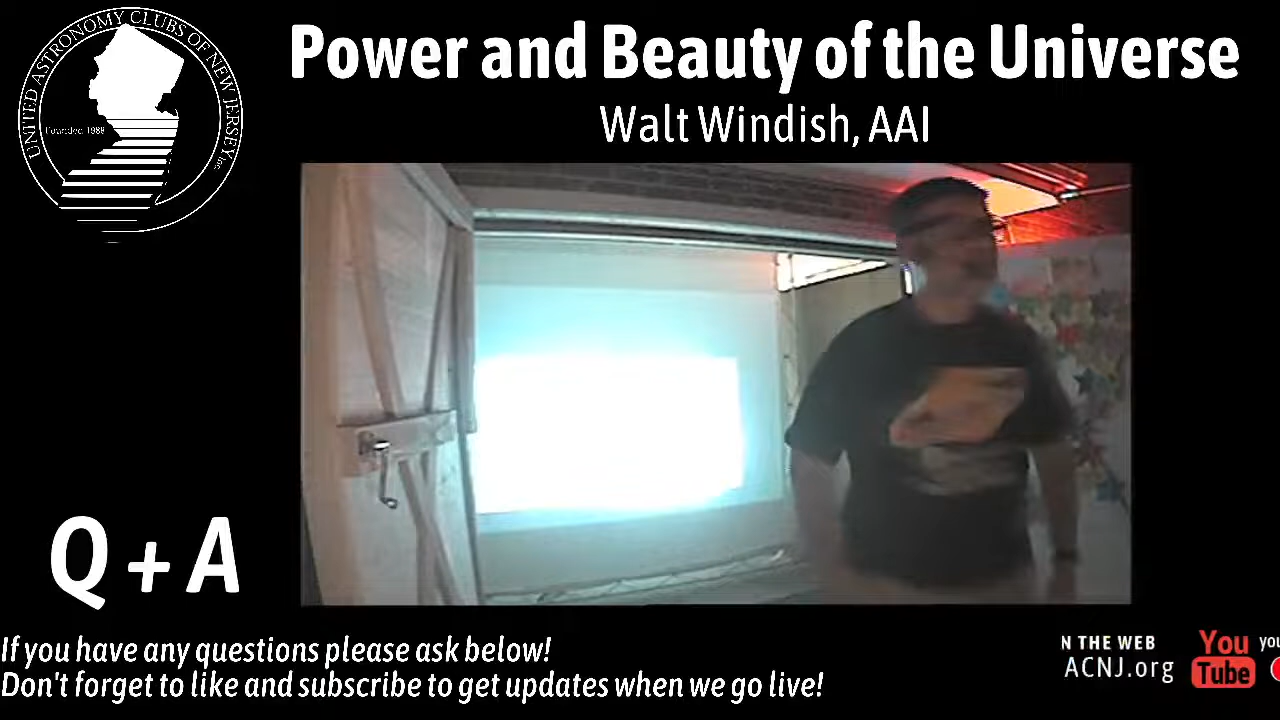 UNITED ASTRONOMY CLUBS OF NEW JERSEY inc
Founded 1988
Power and Beauty of the Universe
Walt Windish, AAI
Q + A
If you have any questions please ask below!
Don't forget to like and subscribe to get updates when we go live!
N THE WEB
ACNJ.org
You
Tube
you